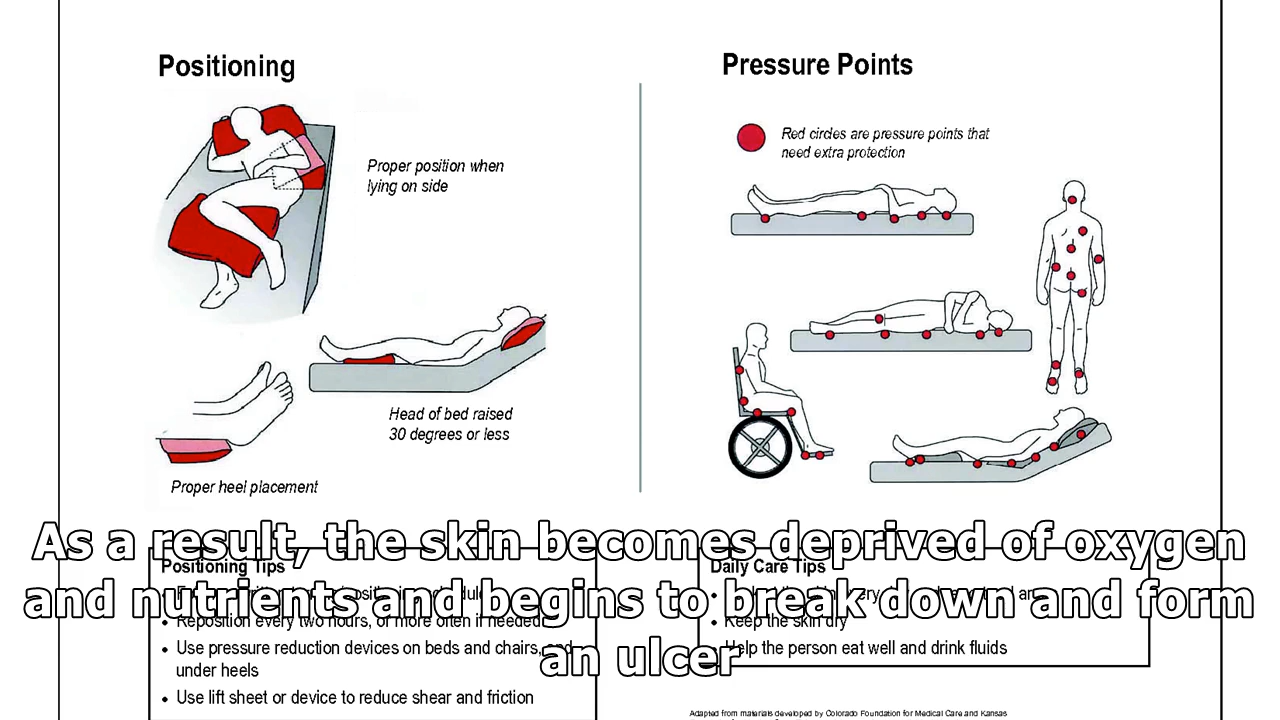 Positioning
Proper position when
lying on side
Head of bed raised
30 degrees or less
Proper heel placement
Pressure Points
Red circles are pressure points that
need extra protection
As a result, the skin becomes deprived of oxygen
and nutrients and begins to break down and form
an ulcer
Positioning Tips
• Reposition every two hours, or more often if needed
• Use pressure reduction devices on beds and chairs, and
under heels
• Use lift sheet or device to reduce shear and friction
Daily Care Tips
• Keep the skin dry
• Help the person eat well and drink fluids
Adapted from materials developed by Colorado Foundation for Medical Care and Kansas